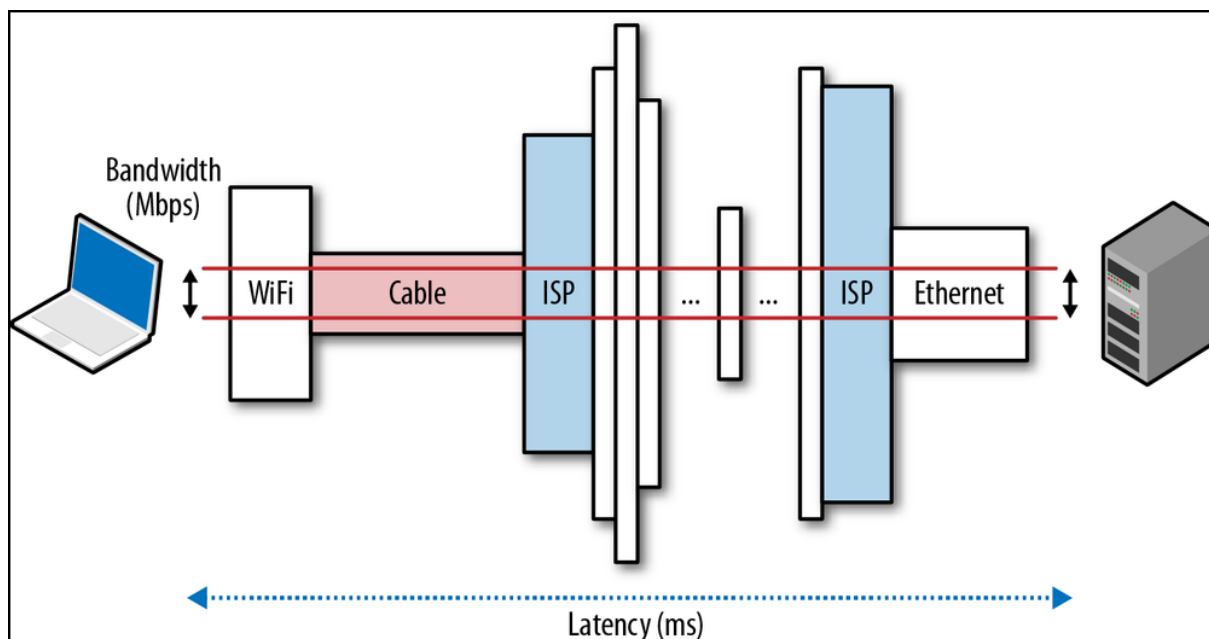 Bandwidth
(Mbps)
WiFi
Cable
ISP
...
...
ISP
Ethernet
Latency (ms)